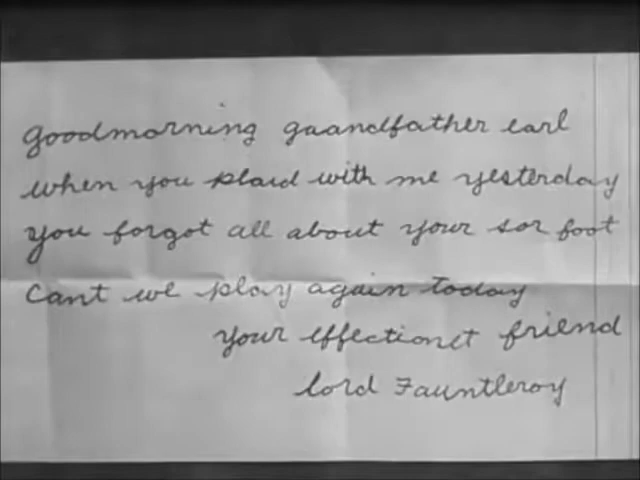 goodmorning gaandfather earl
when you plaid with me yesterday
you forgot all about your sor foot
Cant we play again today
your effectionet friend
lord Fauntleroy